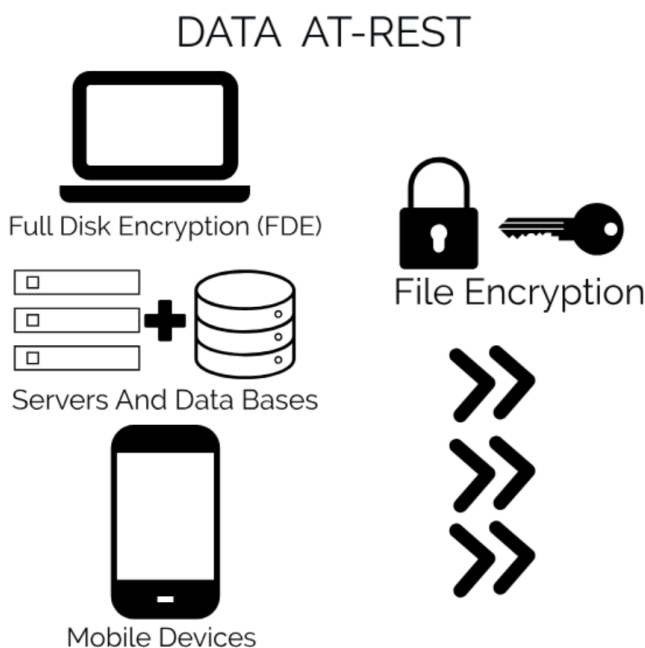 DATA AT-REST
Full Disk Encryption (FDE)
File Encryption
Servers And Data Bases
Mobile Devices